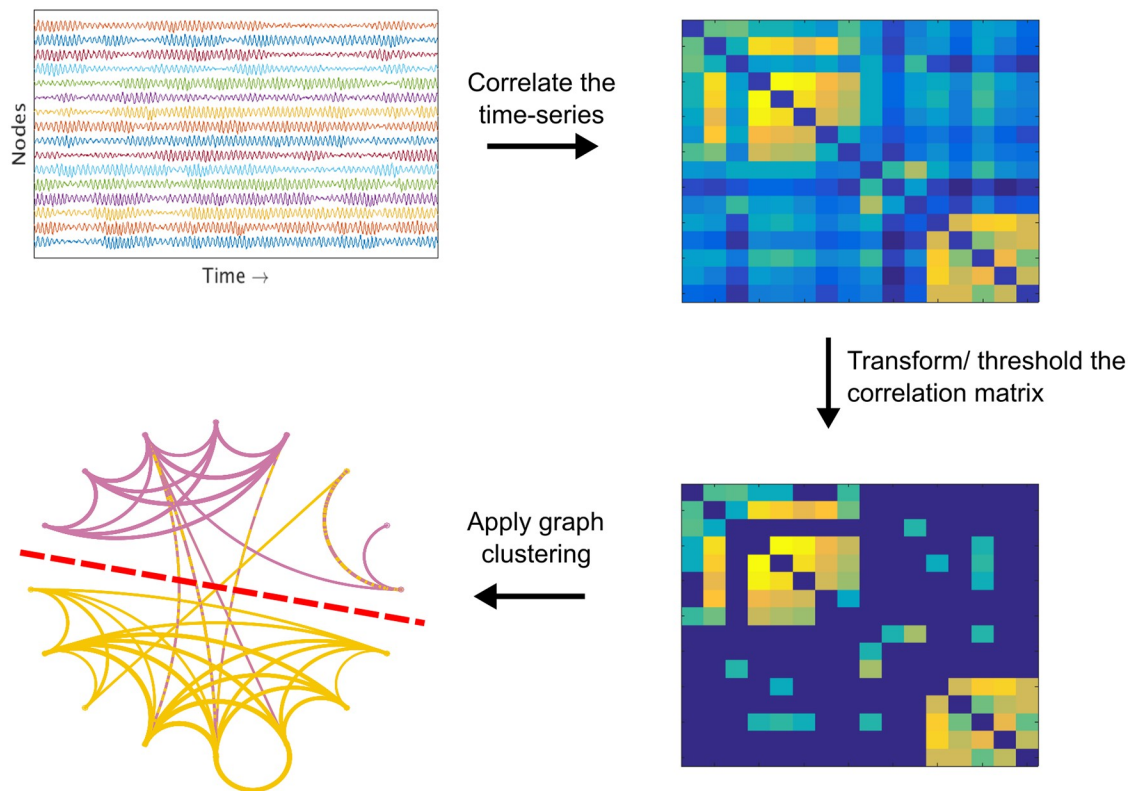 Nodes
Time →
Correlate the
time-series
Transform/ threshold the
correlation matrix
Apply graph
clustering